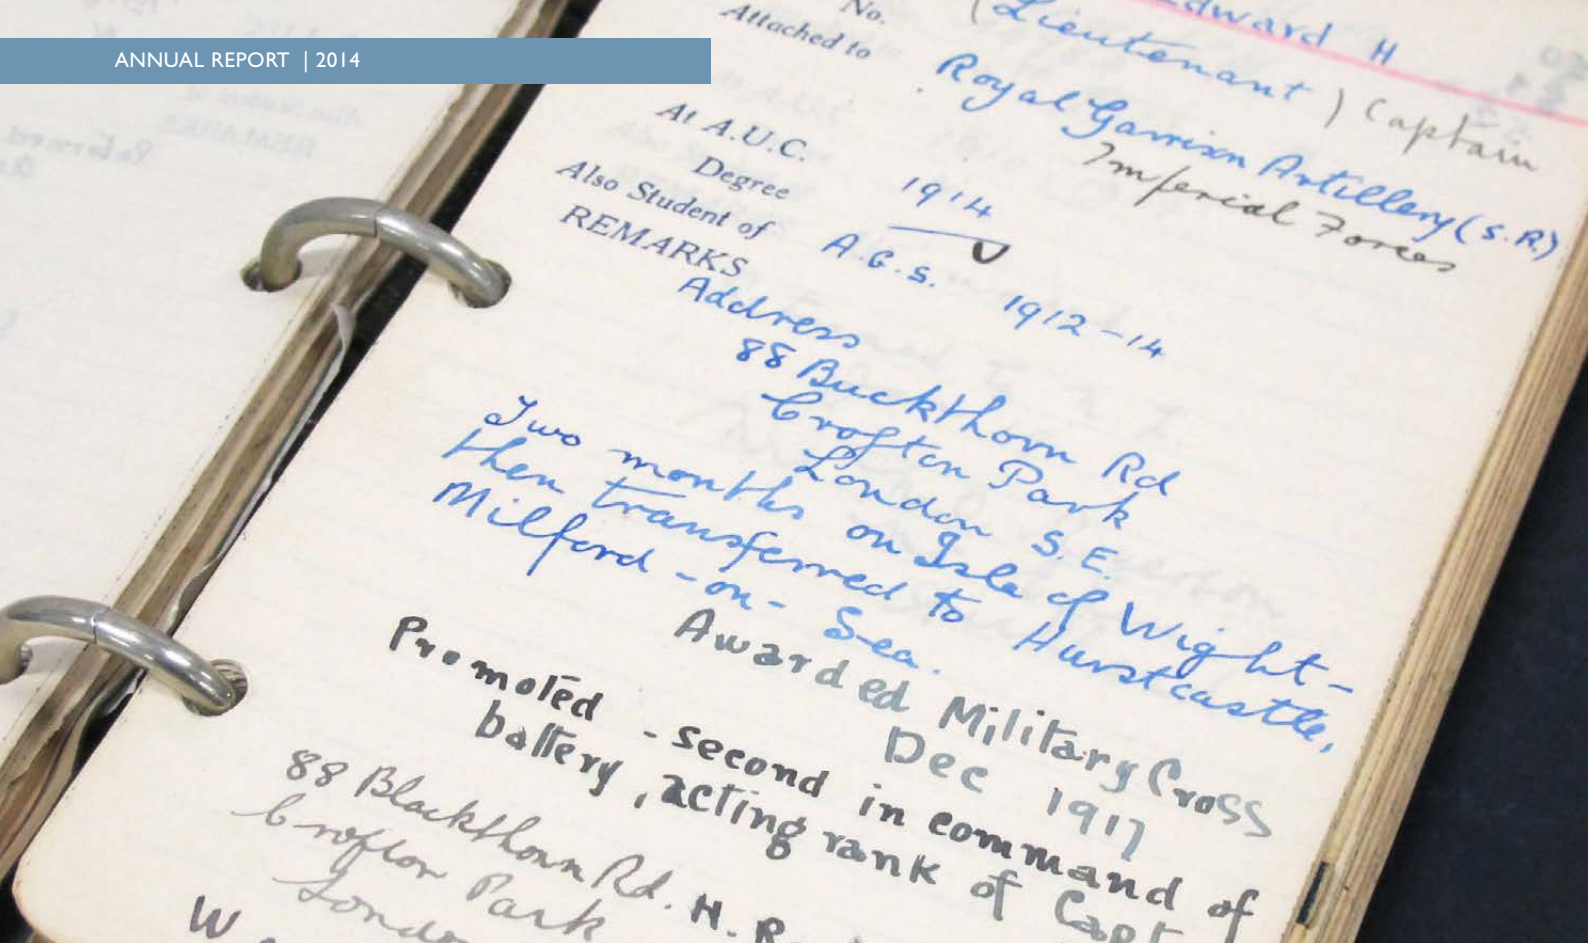 ANNUAL REPORT | 2014
Edward H
No.
(Lieutenant) Captain
Attached to
Royal Garrison Artillery (S.R.)
Imperial Forces
At A.U.C.
1914
Degree
Also Student of
A.G.S. 1912-14
REMARKS
Address
88 Buckthorn Rd
Crofton Park
London S.E.
Two months on Isle of Wight -
then transferred to Hurstcastle,
Milford-on-Sea.
Awarded Military Cross
Dec 1917
Promoted - second in command of
battery, acting rank of Capt
88 Blackthorn Rd. H.
Crofton Park
London